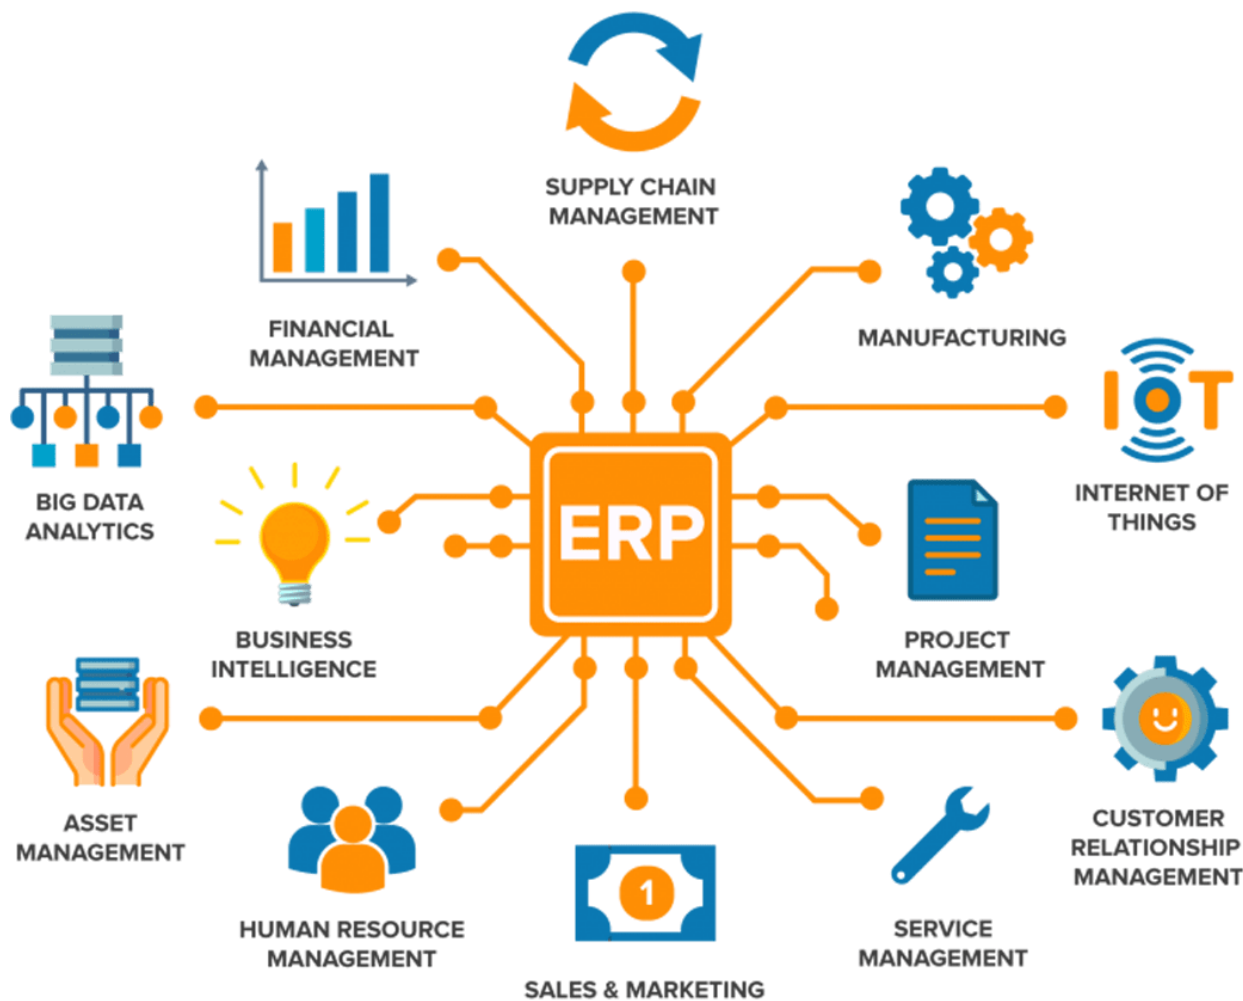 SUPPLY CHAIN
MANAGEMENT
FINANCIAL
MANAGEMENT
MANUFACTURING
BIG DATA
ANALYTICS
IOT
INTERNET OF
THINGS
ERP
BUSINESS
INTELLIGENCE
PROJECT
MANAGEMENT
ASSET
MANAGEMENT
CUSTOMER
RELATIONSHIP
MANAGEMENT
HUMAN RESOURCE
MANAGEMENT
1
SALES & MARKETING
SERVICE
MANAGEMENT